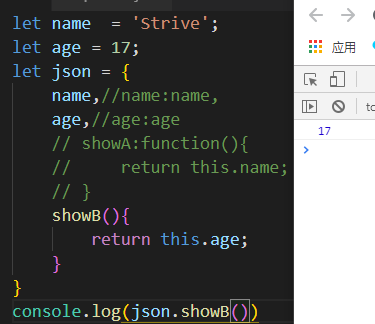 let name  = 'Strive';
let age = 17;
let json = {
    name,//name:name,
    age,//age:age
    // showA:function(){
    //     return this.name;
    // }
    showB(){
        return this.age;
    }
}
console.log(json.showB())
应用
17